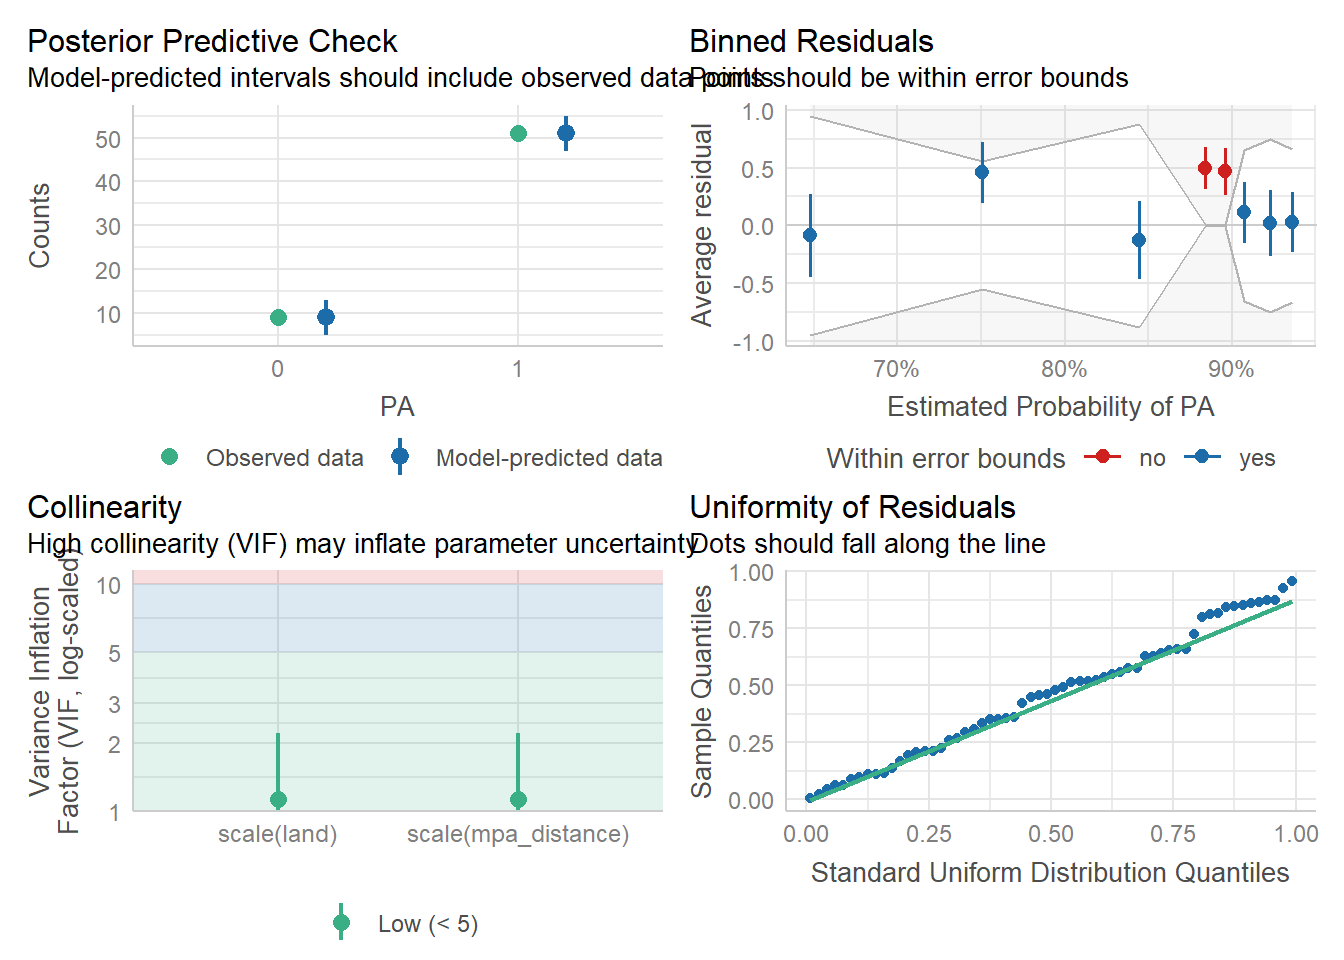 Posterior Predictive Check
Model-predicted intervals should include observed data points
50
40
30
20
10
Counts
0
1
PA
Observed data
Model-predicted data
Binned Residuals
Points should be within error bounds
1.0
0.5
0.0
-0.5
-1.0
Average residual
70%
80%
90%
Estimated Probability of PA
Within error bounds
no
yes
Collinearity
High collinearity (VIF) may inflate parameter uncertainty
10
5
3
2
1
Variance Inflation
Factor (VIF, log-scaled)
scale(land)
scale(mpa_distance)
Low (< 5)
Uniformity of Residuals
Dots should fall along the line
1.00
0.75
0.50
0.25
0.00
Sample Quantiles
0.00
0.25
0.50
0.75
1.00
Standard Uniform Distribution Quantiles